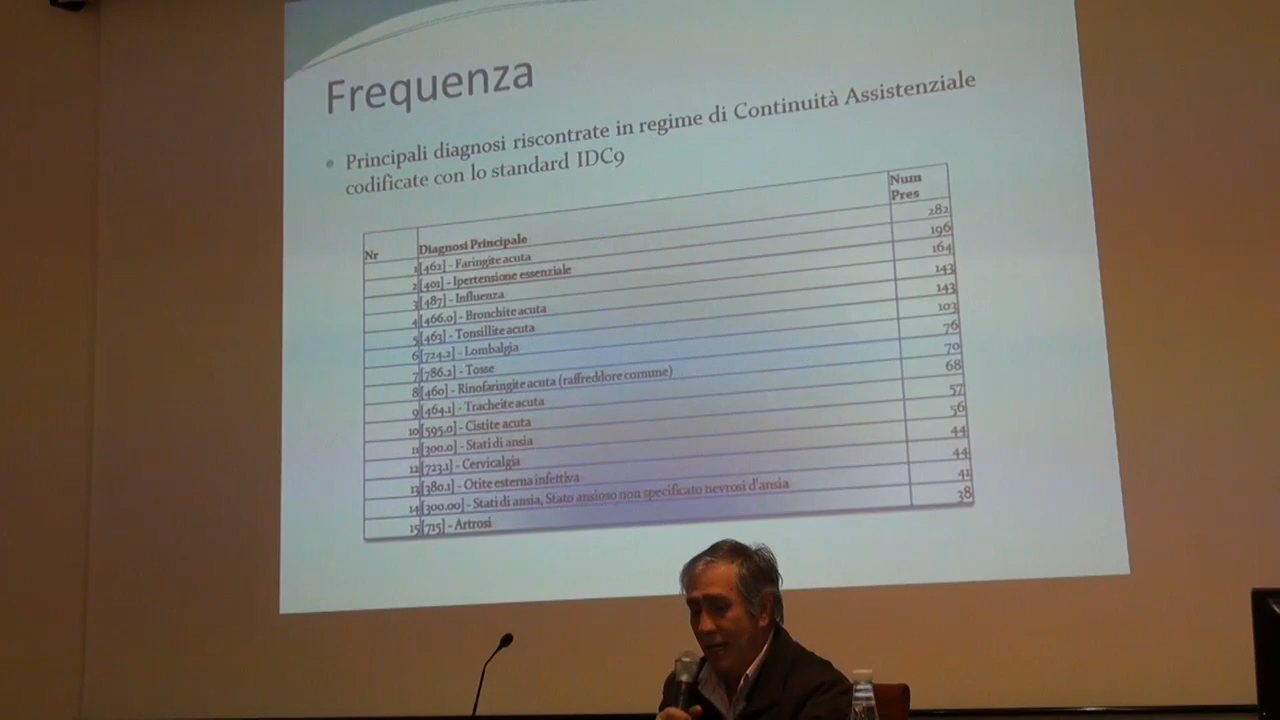 Frequenza
• Principali diagnosi riscontrate in regime di Continuità Assistenziale
codificate con lo standard IDC9
Nr Diagnosi Principale Num Pres
1 [462] - Faringite acuta 282
2 [401] - Ipertensione essenziale 196
3 [487] - Influenza 164
4 [466.0] - Bronchite acuta 143
5 [463] - Tonsillite acuta 143
6 [724.2] - Lombalgia 103
7 [786.2] - Tosse 76
8 [460] - Rinofaringite acuta (raffreddore comune) 70
9 [464.1] - Tracheite acuta 68
10 [595.0] - Cistite acuta 57
11 [300.0] - Stati di ansia 56
12 [723.1] - Cervicalgia 44
13 [380.1] - Otite esterna infettiva 44
14 [300.00] - Stati di ansia, Stato ansioso non specificato nevrosi d'ansia 41
15 [715] - Artrosi 38